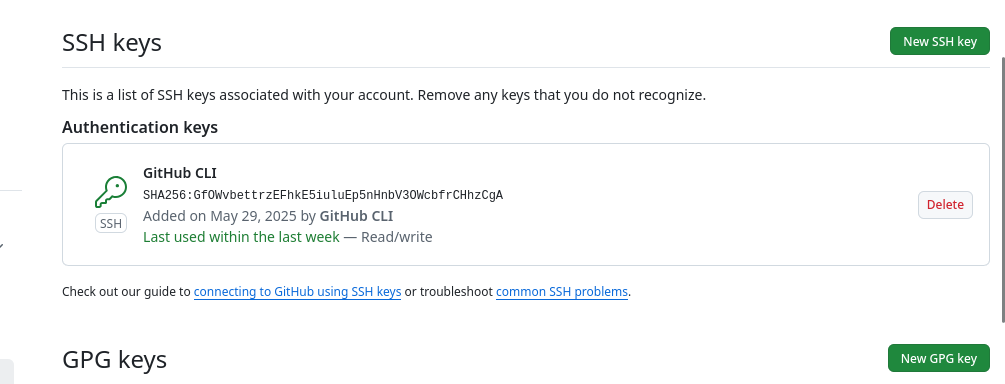 SSH keys
New SSH key
This is a list of SSH keys associated with your account. Remove any keys that you do not recognize.
Authentication keys
GitHub CLI
SHA256:GfOWvbettrzEFhkE5iuluEp5nHnbV3OWcbfrCHhzCgA
Added on May 29, 2025 by GitHub CLI
SSH
Delete
Last used within the last week — Read/write
Check out our guide to connecting to GitHub using SSH keys or troubleshoot common SSH problems.
GPG keys
New GPG key